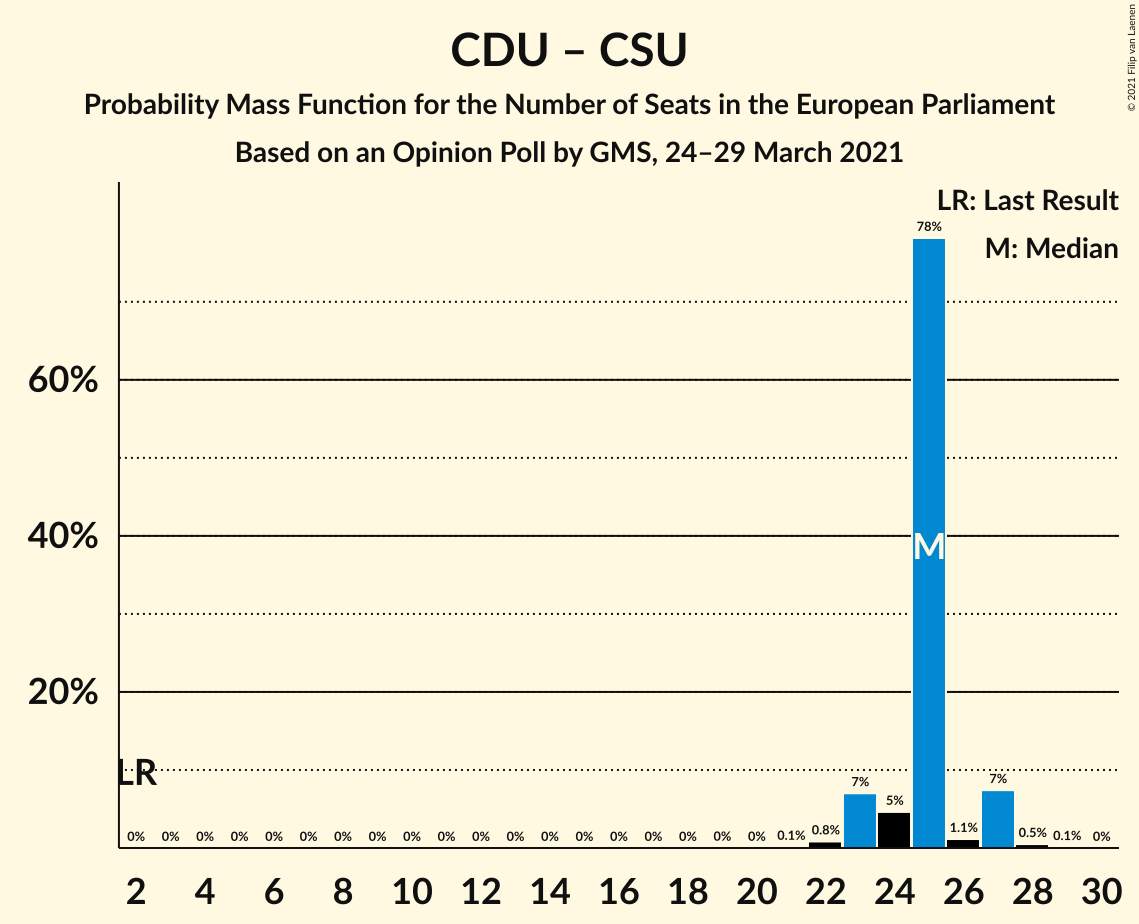 CDU – CSU
Probability Mass Function for the Number of Seats in the European Parliament
Based on an Opinion Poll by GMS, 24–29 March 2021
© 2021 Filip van Laenen
LR: Last Result
M: Median
78%
60%
40%
M
20%
LR
0% 0% 0% 0% 0% 0% 0% 0% 0% 0% 0% 0% 0% 0% 0% 0% 0% 0% 0% 0.1% 0.8% 7% 5% 1.1% 7% 0.5% 0.1% 0%
2 4 6 8 10 12 14 16 18 20 22 24 26 28 30